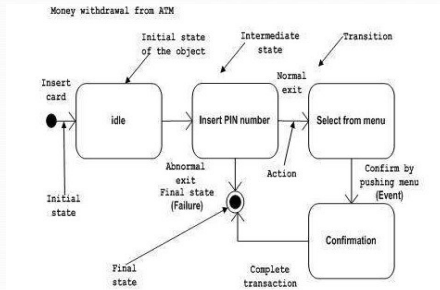 Money withdrawal from ATM
Initial state
of the object
Intermediate
state
Transition
Insert
card
Normal
exit
idle
Insert PIN number
Select from menu
Initial
state
Abnormal
exit
Final state
(Failure)
Action
Confirm by
pushing menu
(Event)
Confirmation
Final
state
Complete
transaction